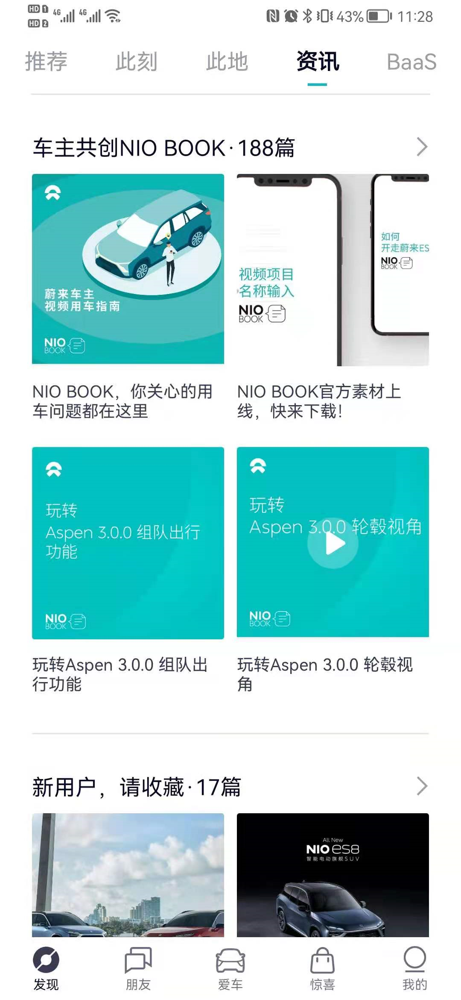 HD 1 4G 4G
HD 2
43% 11:28
推荐 此刻 此地 资讯 BaaS
车主共创NIO BOOK·188篇
蔚来车主
视频用车指南
NIO
BOOK
视频项目
名称输入
NIO
BOOK
如何
开走蔚来ES
NIO
BOOK
NIO BOOK，你关心的用
车问题都在这里
NIO BOOK官方素材上
线，快来下载！
玩转
Aspen 3.0.0 组队出行
功能
NIO
BOOK
玩转
Aspen 3.0.0 轮毂视角
NIO
BOOK
玩转Aspen 3.0.0 组队出
行功能
玩转Aspen 3.0.0 轮毂视
角
新用户，请收藏·17篇
All New
NIO es8
智能电动旗舰SUV
发现 朋友 爱车 惊喜 我的